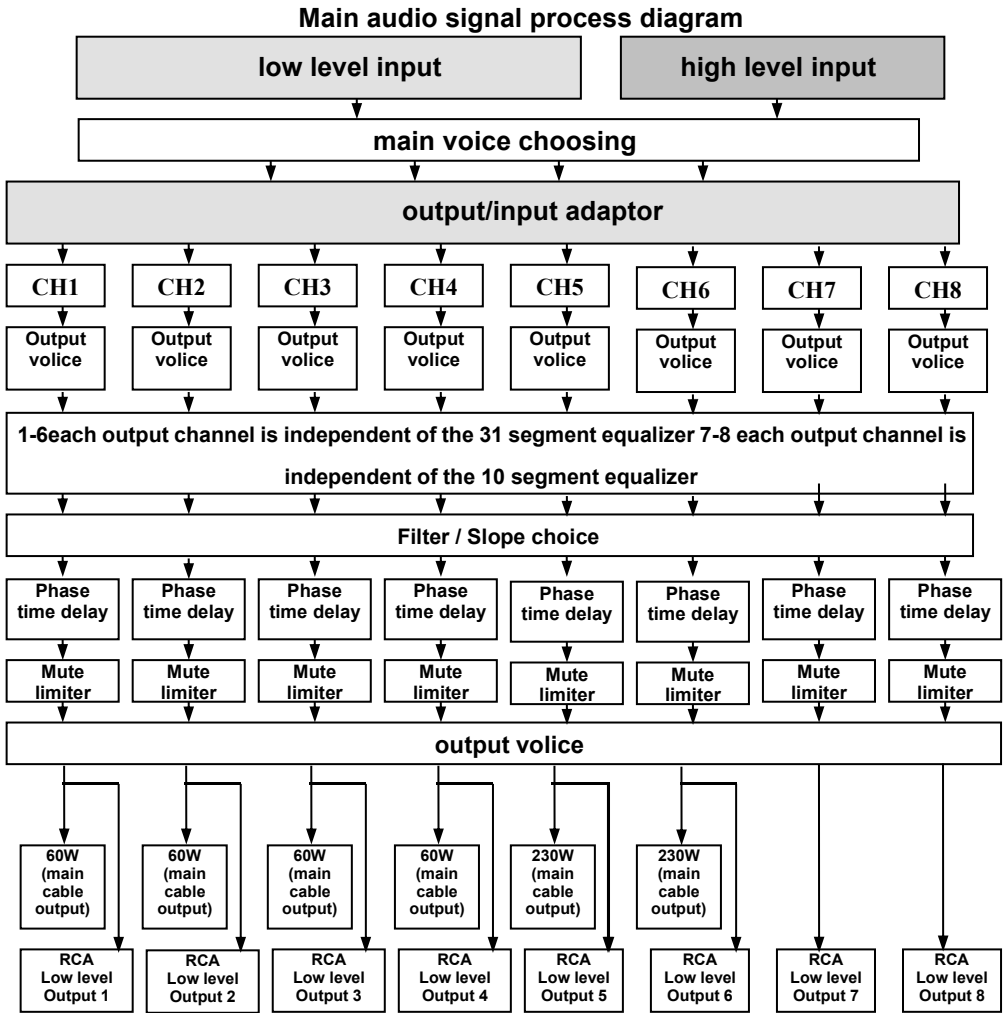 Main audio signal process diagram
low level input
high level input
main voice choosing
output/input adaptor
CH1
CH2
CH3
CH4
CH5
CH6
CH7
CH8
Output
volice
Output
volice
Output
volice
Output
volice
Output
volice
Output
volice
Output
volice
Output
volice
1-6each output channel is independent of the 31 segment equalizer 7-8 each output channel is
independent of the 10 segment equalizer
Filter / Slope choice
Phase
time delay
Phase
time delay
Phase
time delay
Phase
time delay
Phase
time delay
Phase
time delay
Phase
time delay
Phase
time delay
Mute
limiter
Mute
limiter
Mute
limiter
Mute
limiter
Mute
limiter
Mute
limiter
Mute
limiter
Mute
limiter
output volice
60W
(main
cable
output)
60W
(main
cable
output)
60W
(main
cable
output)
60W
(main
cable
output)
230W
(main
cable
output)
230W
(main
cable
output)
RCA
Low level
Output 1
RCA
Low level
Output 2
RCA
Low level
Output 3
RCA
Low level
Output 4
RCA
Low level
Output 5
RCA
Low level
Output 6
RCA
Low level
Output 7
RCA
Low level
Output 8